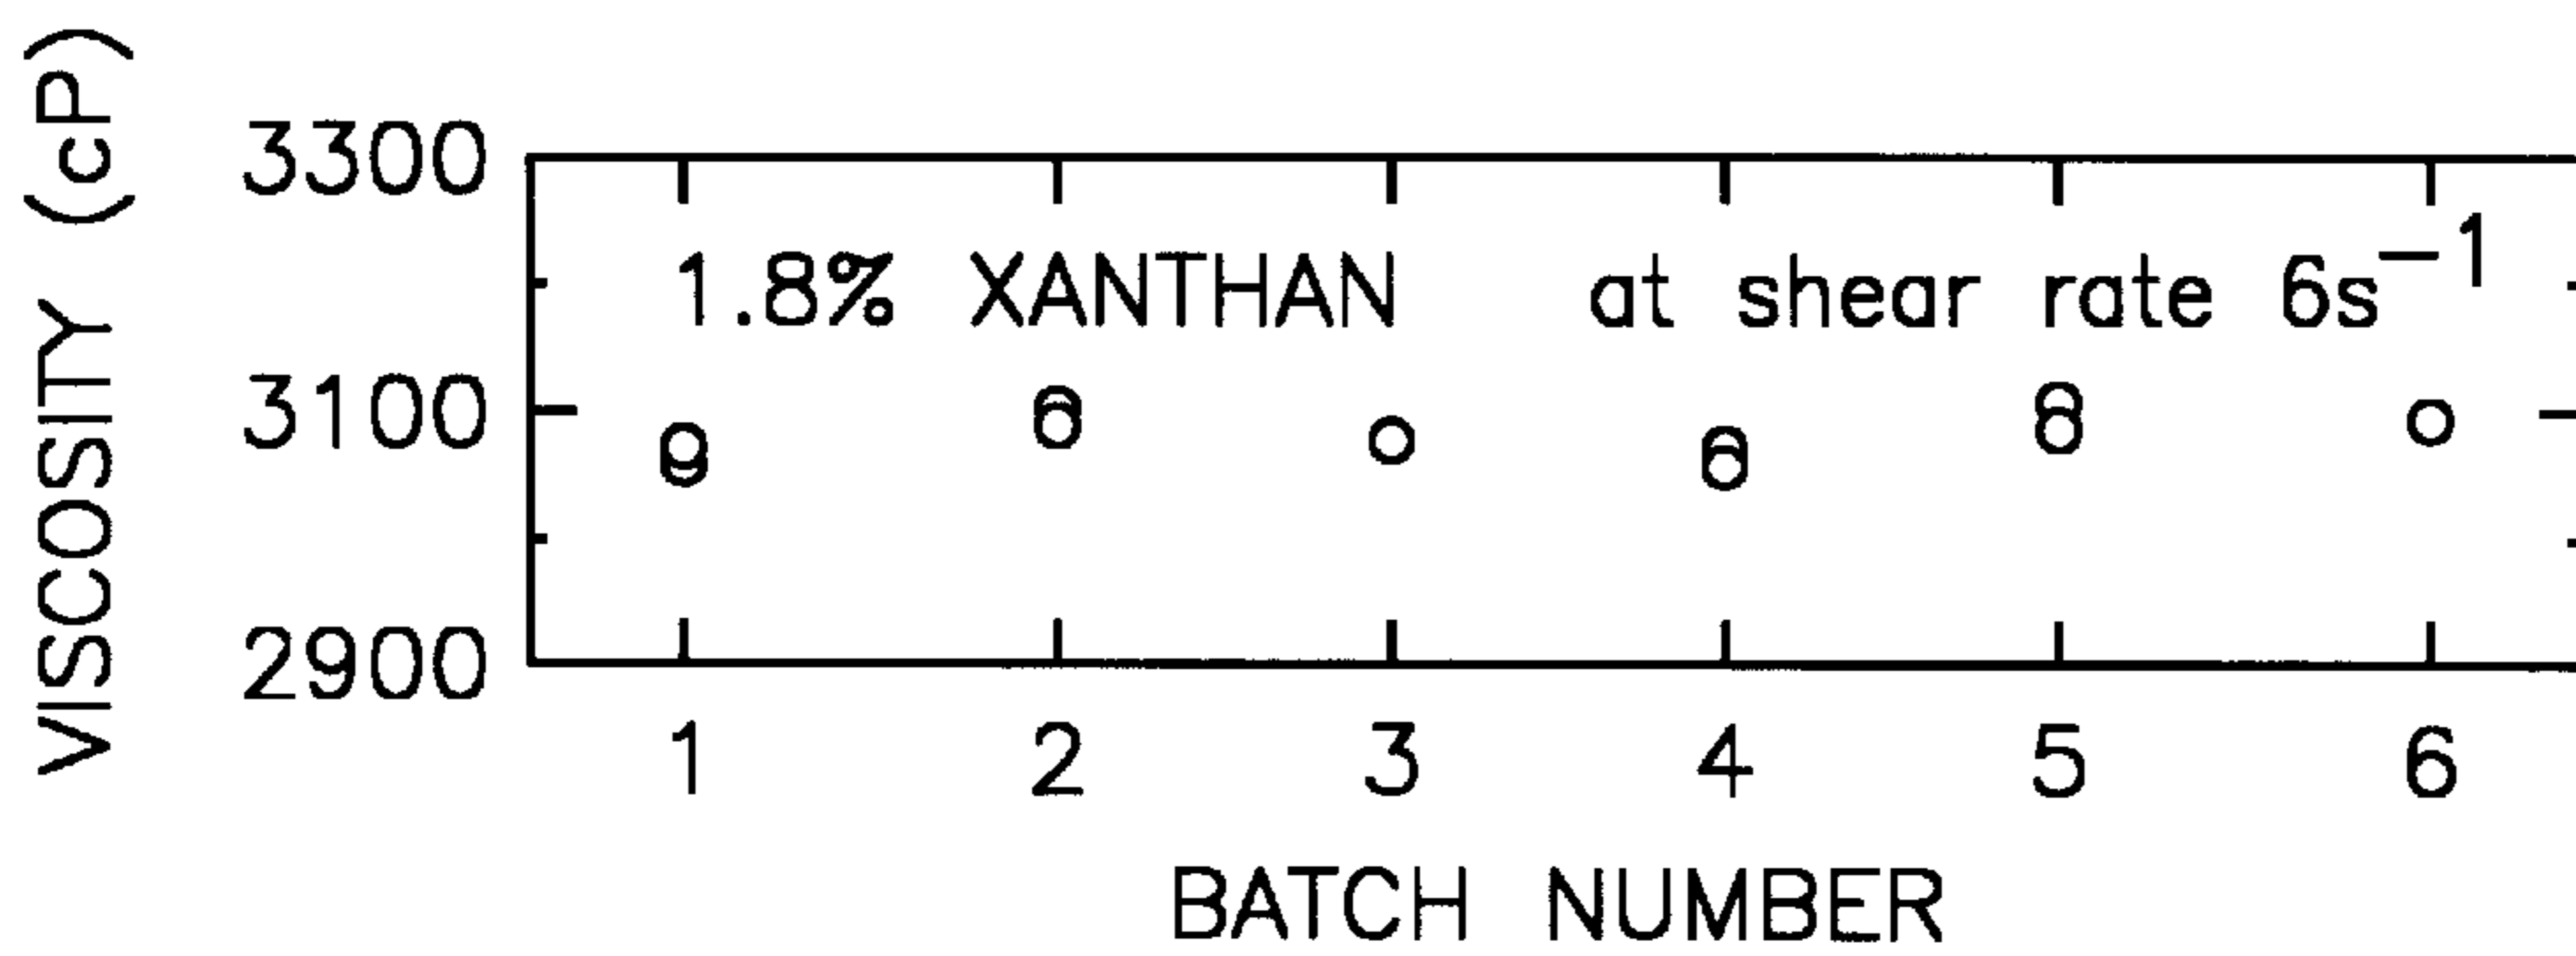 VISCOSITY (cP)
3300
1.8% XANTHAN at shear rate 6s⁻¹
3100
2900
1 2 3 4 5 6
BATCH NUMBER